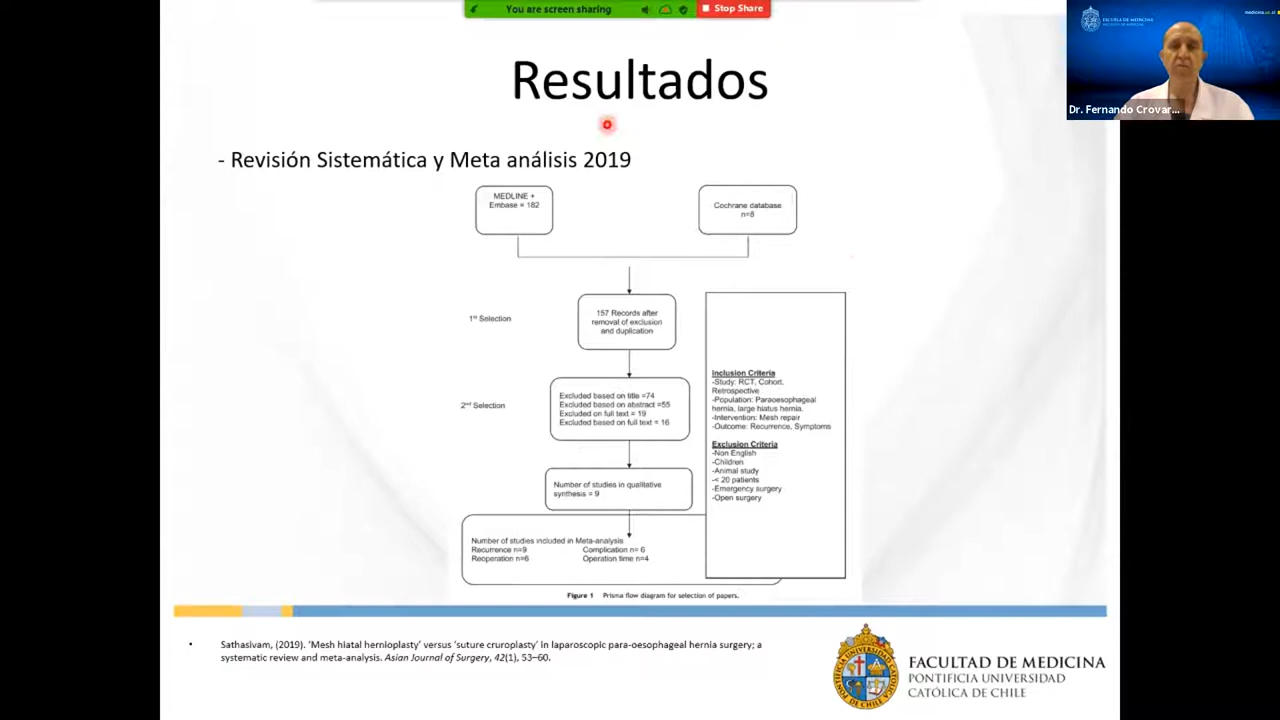 You are screen sharing
Stop Share
ESCUELA DE MEDICINA
Dr. Fernando Crovar...
Resultados
- Revisión Sistemática y Meta análisis 2019
MEDLINE +
Embase = 182
Cochrane database
n=8
1st Selection
157 Records after
removal of exclusion
and duplication
2nd Selection
Excluded based on title =74
Excluded based on abstract =55
Excluded on full text = 19
Excluded based on full text = 16
Number of studies in qualitative
synthesis = 9
Number of studies included in Meta-analysis
Recurrence n=9 Complication n= 6
Reoperation n=6 Operation time n=4
Inclusion Criteria
-Study: RCT, Cohort,
Retrospective
-Population: Paraoesophageal
hernia, large hiatus hernia.
-Intervention: Mesh repair
-Outcome: Recurrence, Symptoms
Exclusion Criteria
-Non English
-Children
-Animal study
-< 20 patients
-Emergency surgery
-Open surgery
Figure 1 Prisma flow diagram for selection of papers.
• Sathasivam, (2019). ‘Mesh hiatal hernioplasty’ versus ‘suture cruroplasty’ in laparoscopic para-oesophageal hernia surgery; a
systematic review and meta-analysis. Asian Journal of Surgery, 42(1), 53–60.
FACULTAD DE MEDICINA
PONTIFICIA UNIVERSIDAD
CATÓLICA DE CHILE